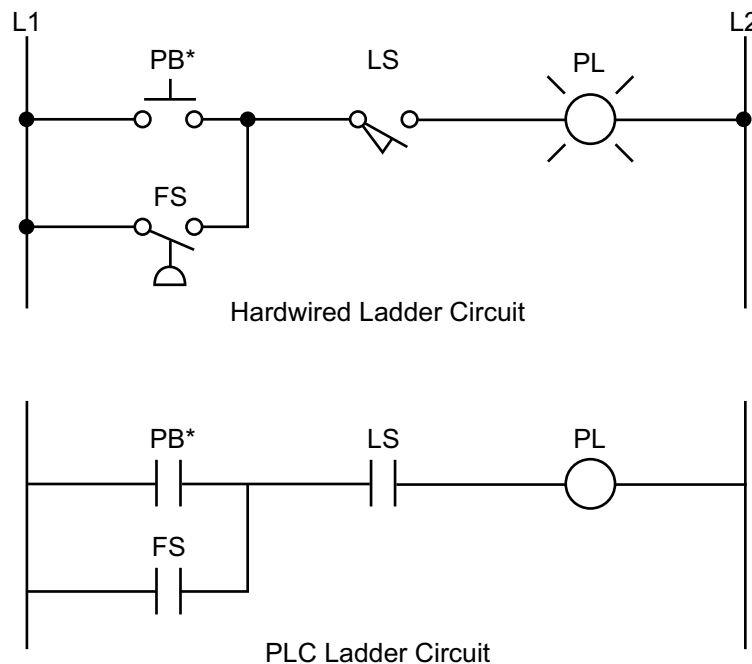 L1 L2
PB* LS PL
FS
Hardwired Ladder Circuit
PB* LS PL
FS
PLC Ladder Circuit